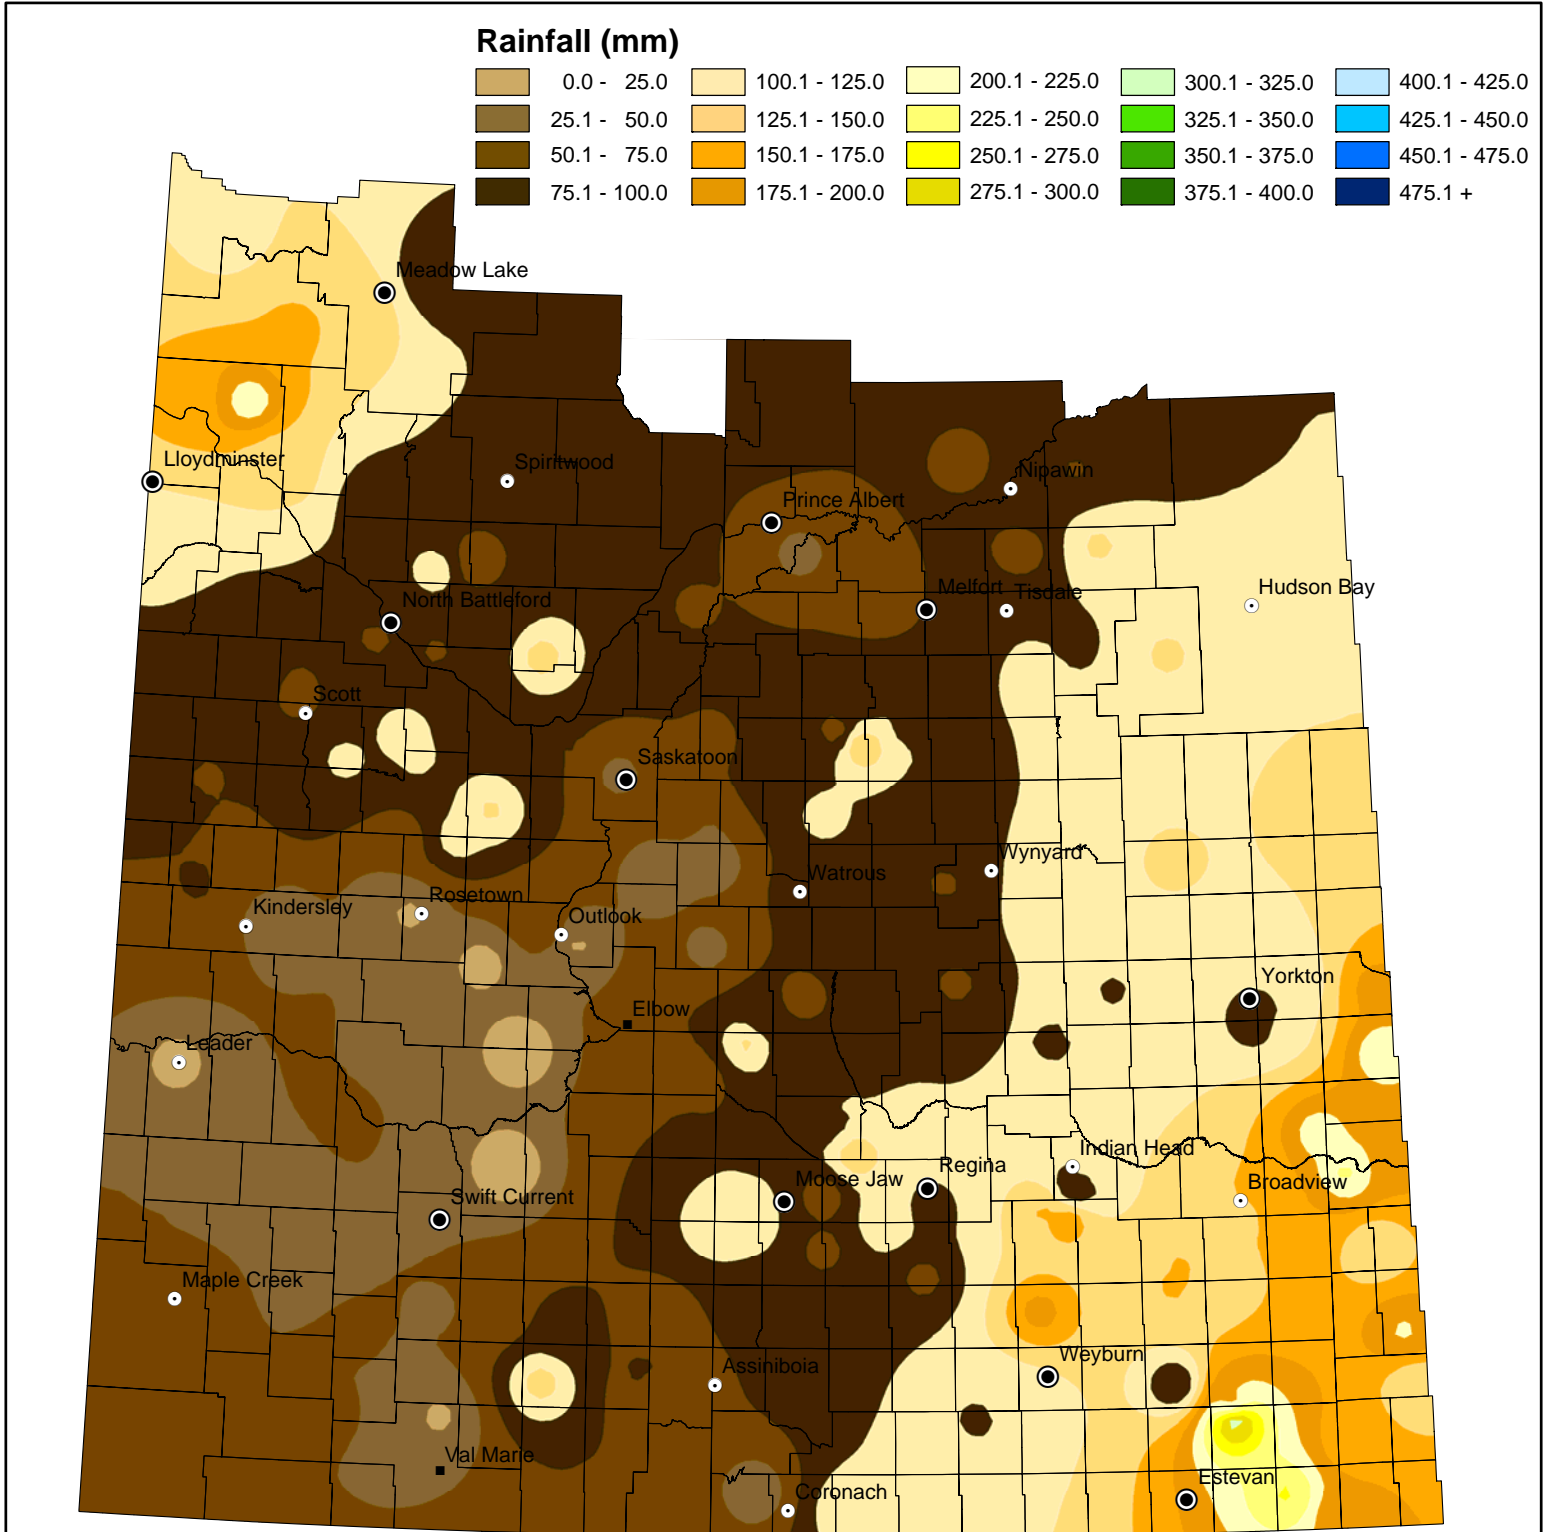 Rainfall (mm)
0.0 - 25.0 100.1 - 125.0 200.1 - 225.0 300.1 - 325.0 400.1 - 425.0
25.1 - 50.0 125.1 - 150.0 225.1 - 250.0 325.1 - 350.0 425.1 - 450.0
50.1 - 75.0 150.1 - 175.0 250.1 - 275.0 350.1 - 375.0 450.1 - 475.0
75.1 - 100.0 175.1 - 200.0 275.1 - 300.0 375.1 - 400.0 475.1 +
Meadow Lake
Lloydminster
Spiritwood
Nipawin
Prince Albert
Hudson Bay
Melfort
Tisdale
North Battleford
Scott
Saskatoon
Wynyard
Watrous
Rosetown
Kindersley
Outlook
Yorkton
Elbow
Leader
Indian Head
Regina
Moose Jaw
Broadview
Swift Current
Maple Creek
Weyburn
Assiniboia
Val Marie
Estevan
Coronach